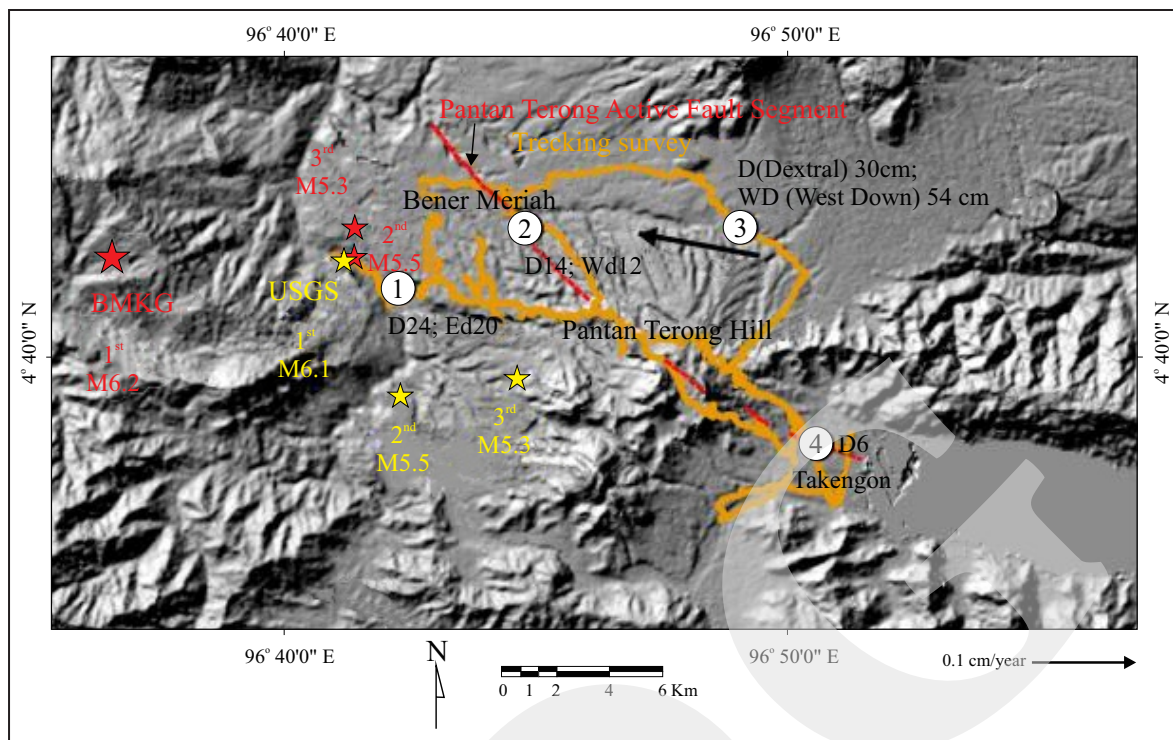 96° 40'0" E
96° 50'0" E
Pantan Terong Active Fault Segment
Trecking survey
3rd
M5.3
D(Dextral) 30cm;
WD (West Down) 54 cm
Bener Meriah
2
3
2nd
M5.5
D14; Wd12
BMKG
USGS
1
D24; Ed20
Pantan Terong Hill
1st
M6.2
1st
M6.1
4° 40'0" N
4° 40'0" N
3rd
M5.3
2nd
M5.5
4
D6
Takengon
96° 40'0" E
96° 50'0" E
N
0 1 2 4 6 Km
0.1 cm/year